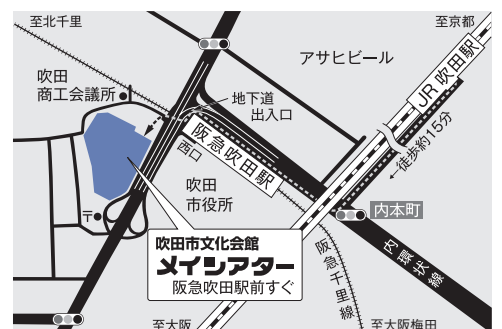 至北千里
至京都
アサヒビール
吹田
商工会議所
地下道
出入口
JR吹田駅
阪急吹田駅
西口
←徒歩約15分
吹田
市役所
〒
内本町
吹田市文化会館
メイシアター
阪急吹田駅前すぐ
阪急千里線
内環状線
至大阪
至大阪梅田